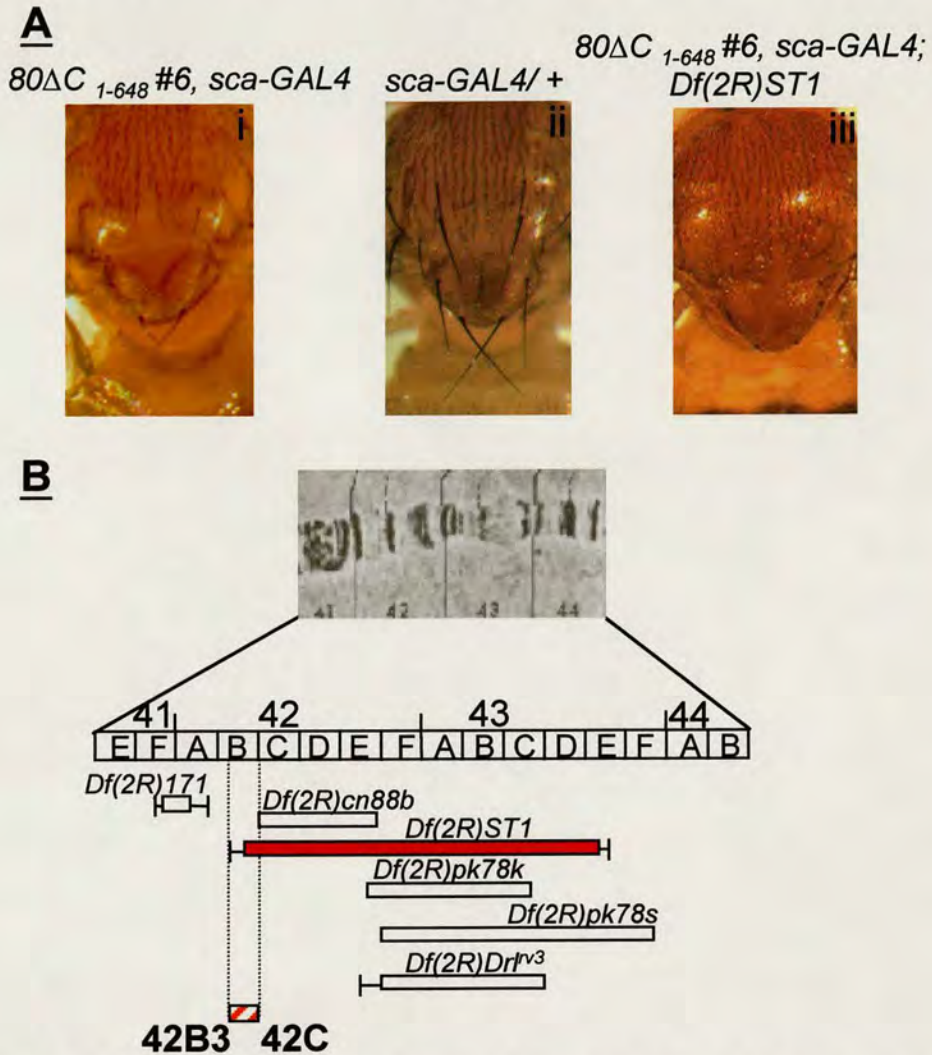 A
80ΔC 1-648 #6, sca-GAL4
sca-GAL4/ +
80ΔC 1-648 #6, sca-GAL4;
Df(2R)ST1
i
ii
iii
B
41 42 43 44
41 42 43 44
E F A B C D E F A B C D E F A B
Df(2R)171
Df(2R)cn88b
Df(2R)ST1
Df(2R)pk78k
Df(2R)pk78s
Df(2R)Drlrv3
42B3 42C